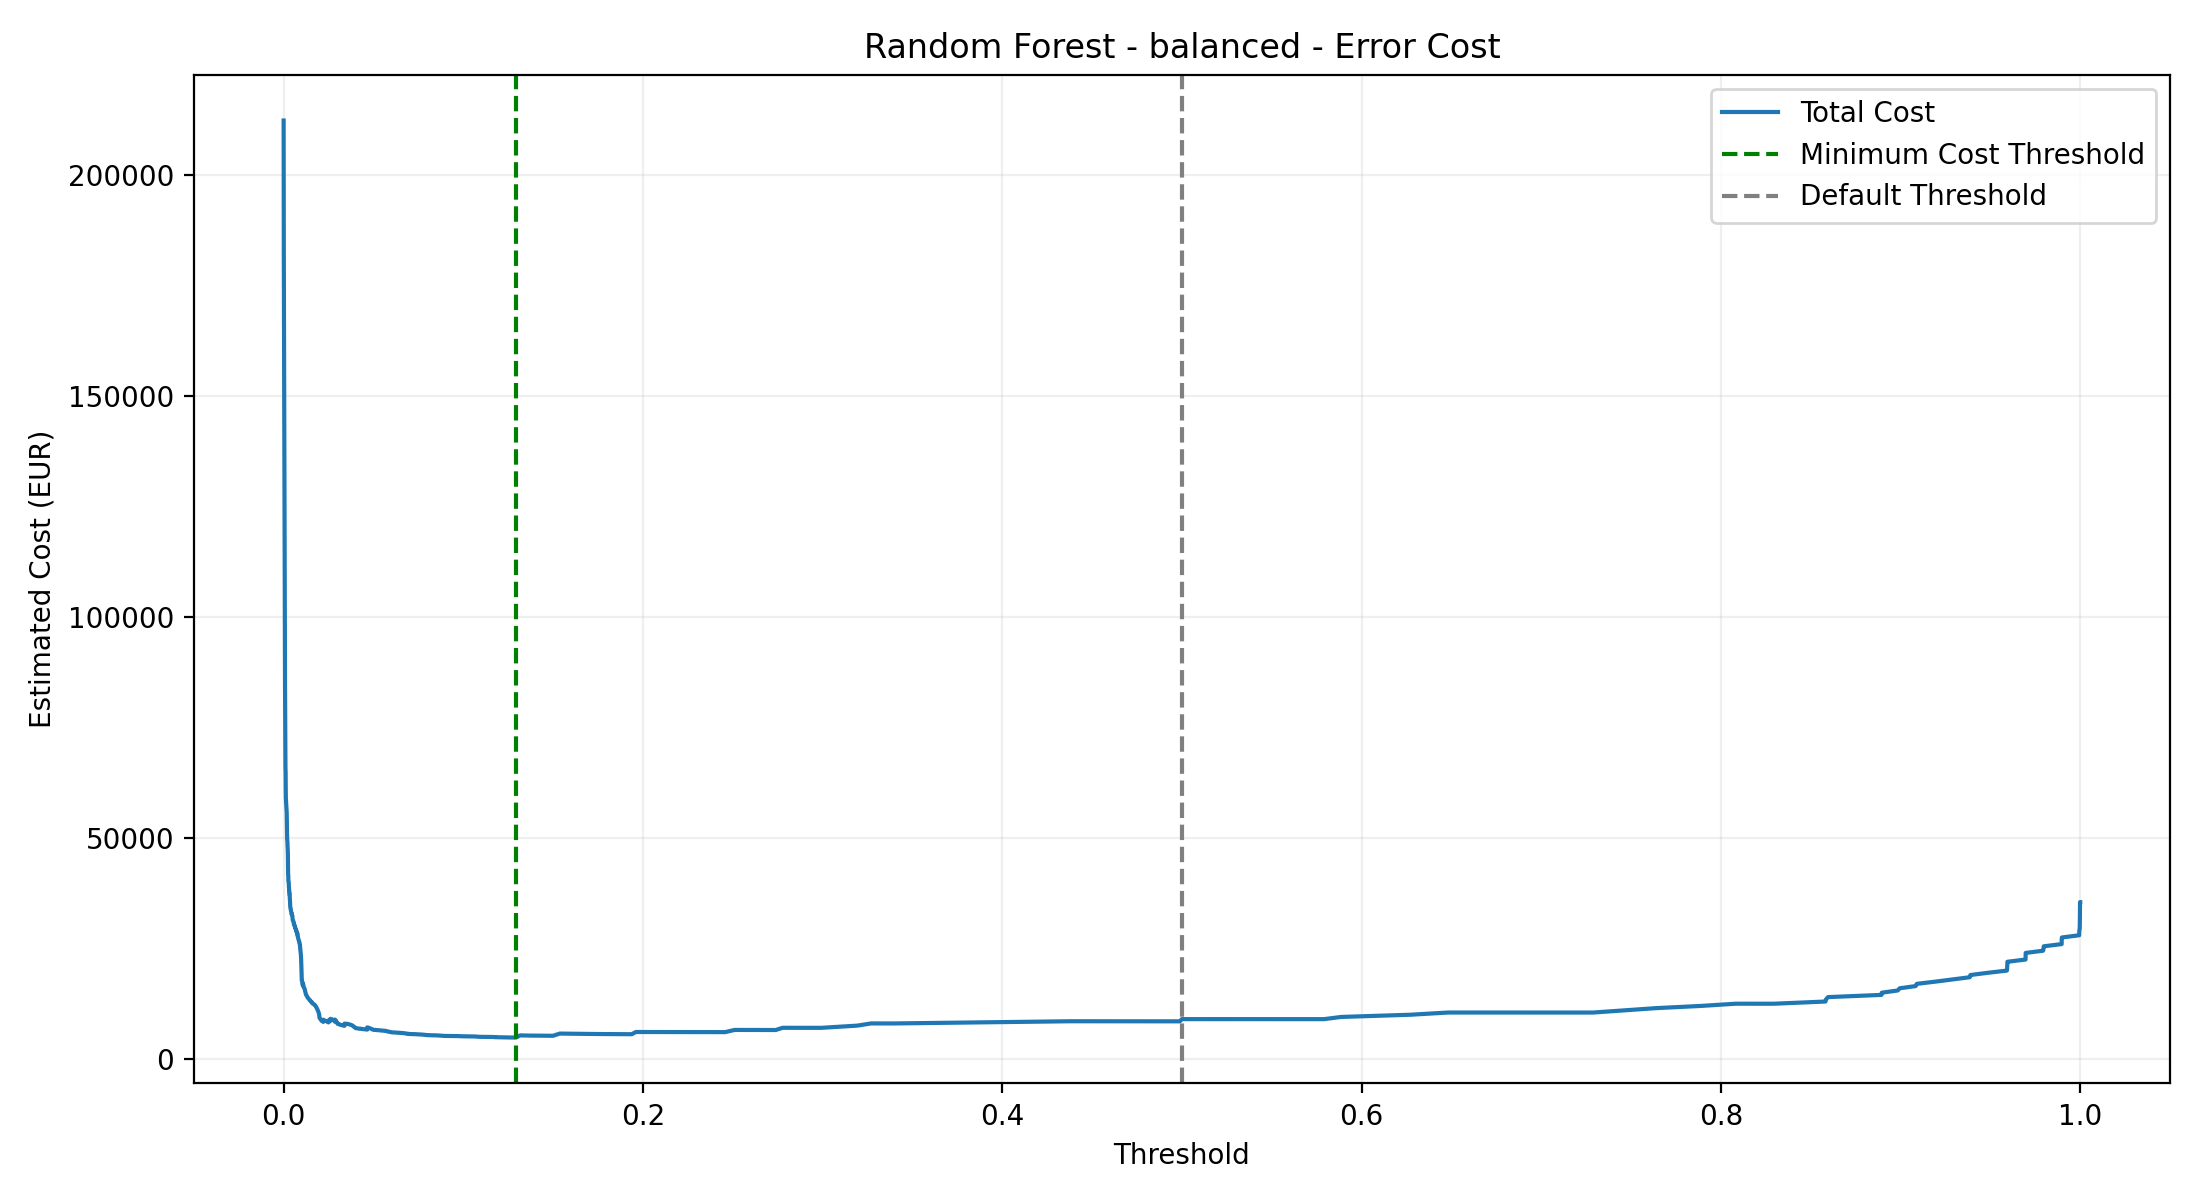 Random Forest - balanced - Error Cost
Total Cost
Minimum Cost Threshold
Default Threshold
Estimated Cost (EUR)
200000
150000
100000
50000
0
0.0 0.2 0.4 0.6 0.8 1.0
Threshold